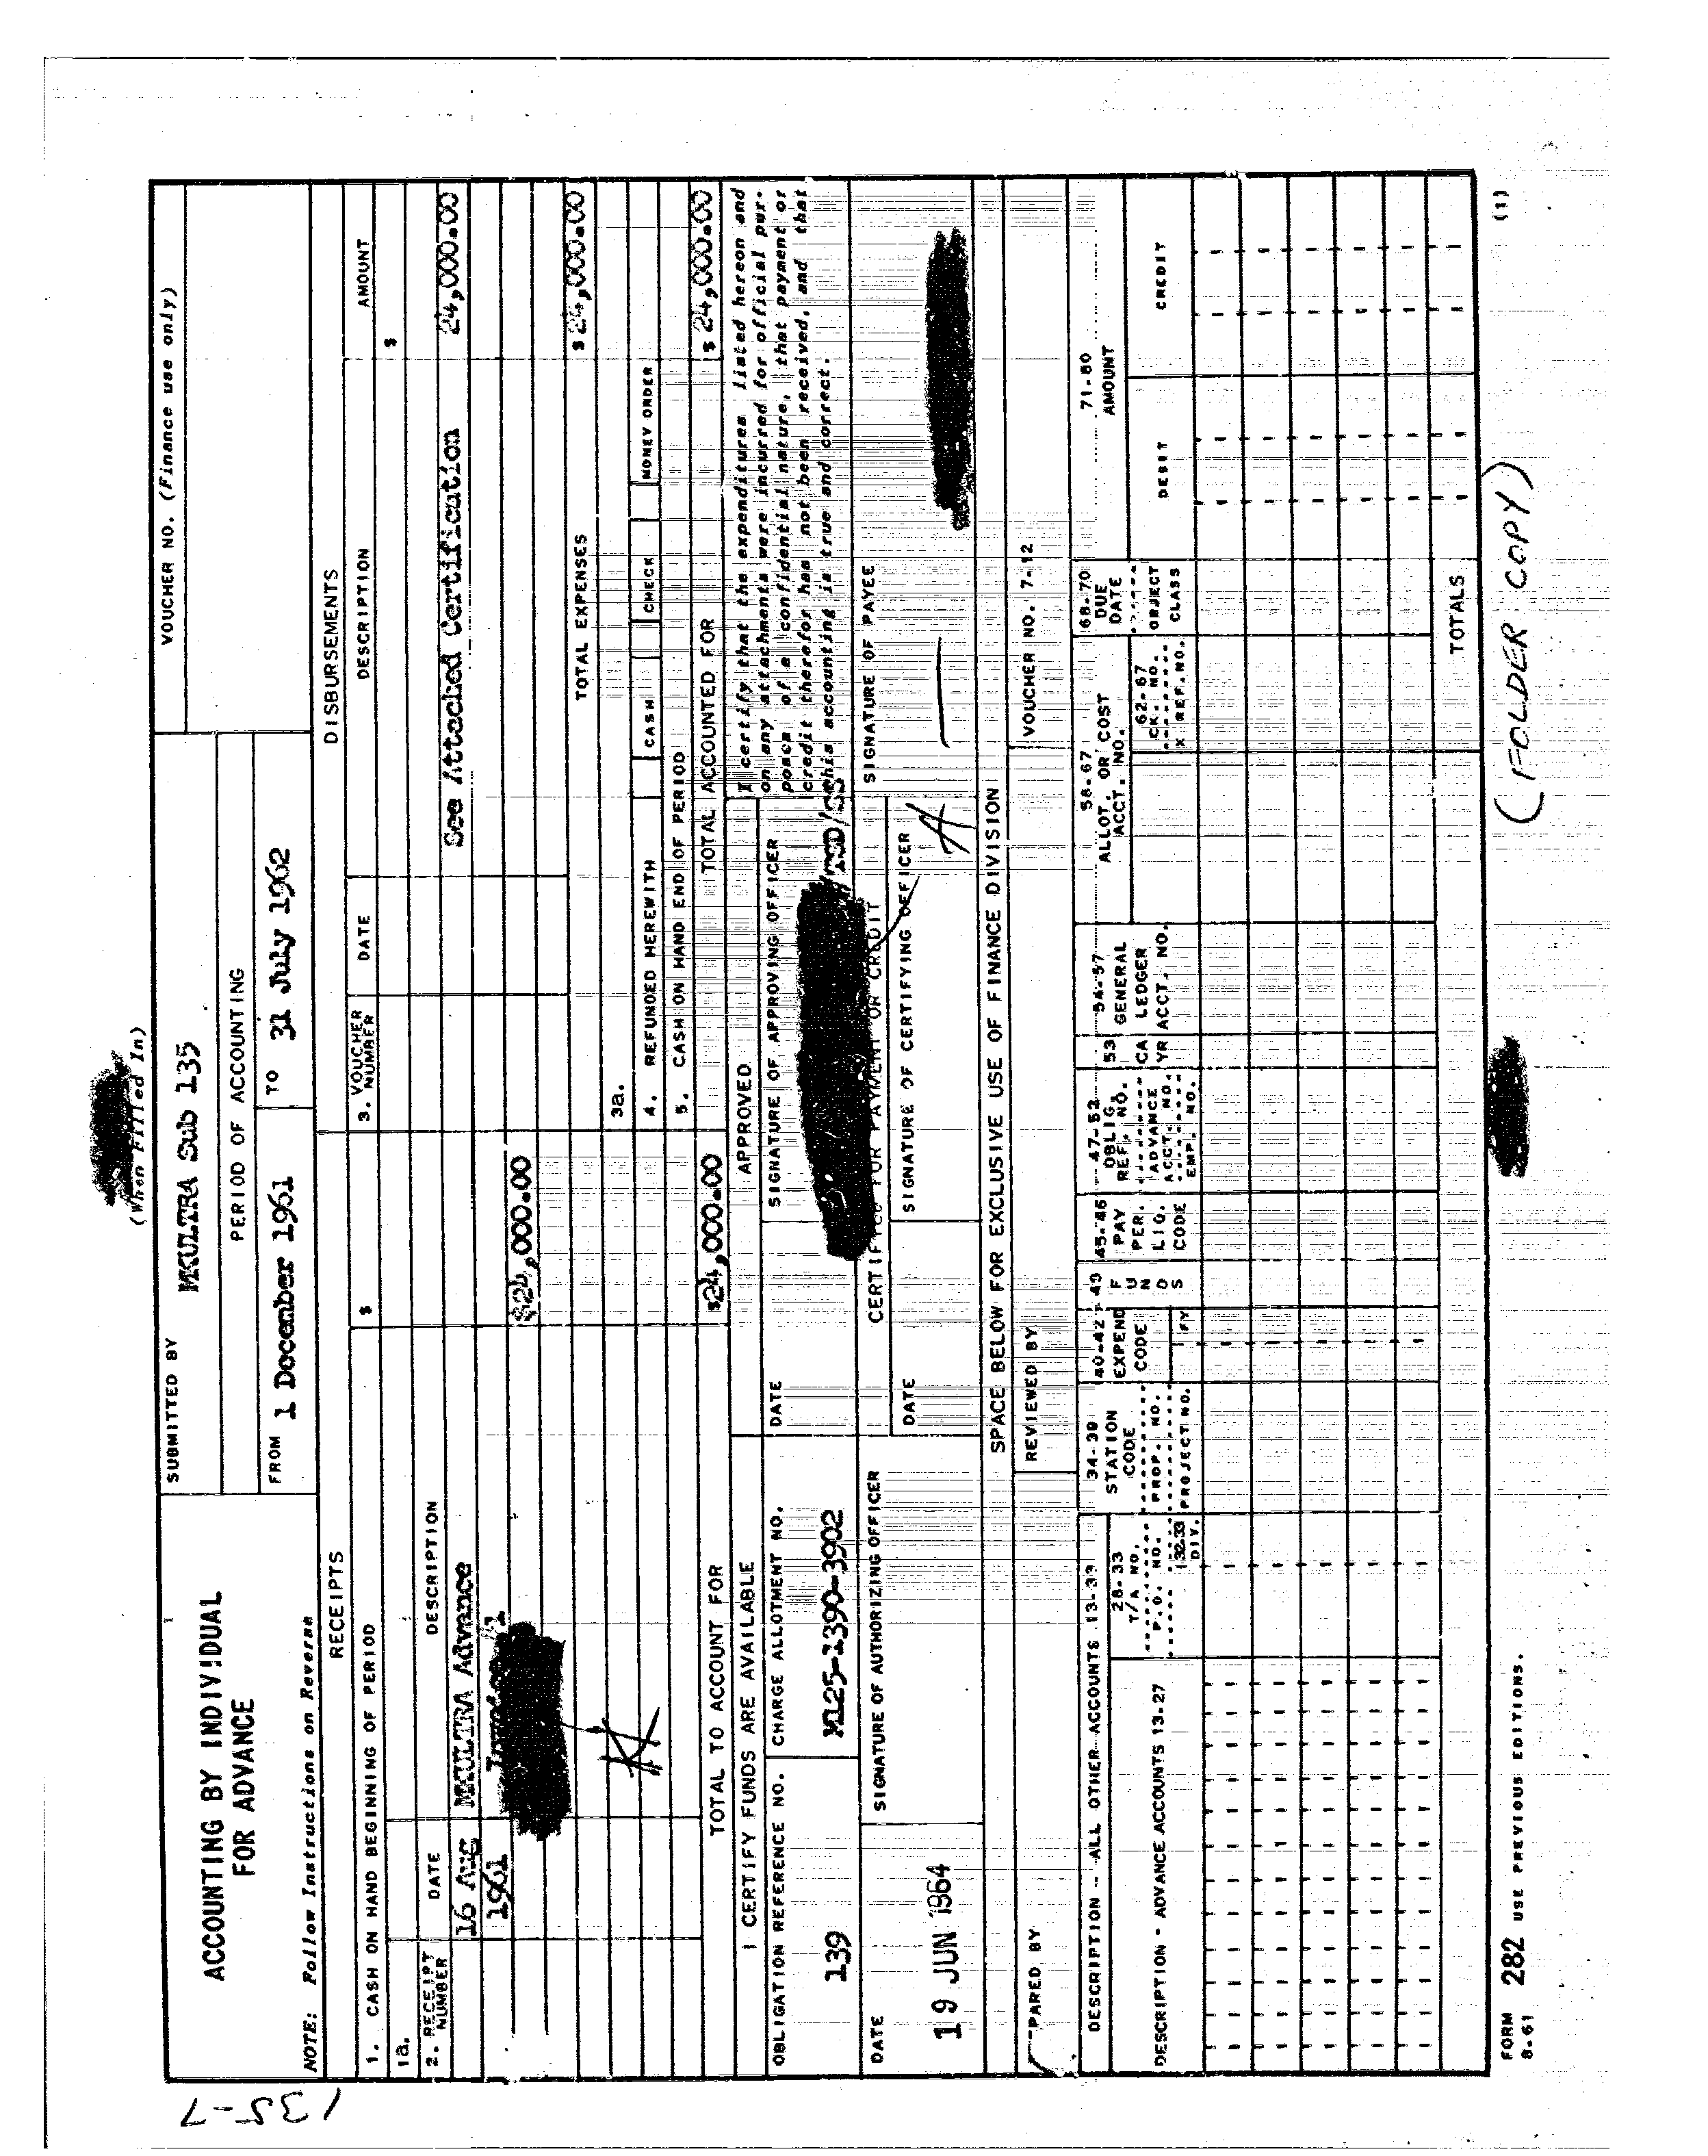 135-7
(When Filled In)
ACCOUNTING BY INDIVIDUAL
FOR ADVANCE
NOTE: Follow Instructions on Reverse
SUBMITTED BY
MKULTRA Sub 135
PERIOD OF ACCOUNTING
FROM 1 December 1961 TO 31 July 1962
VOUCHER NO. (Finance use only)
RECEIPTS
1. CASH ON HAND BEGINNING OF PERIOD $
1a.
2. RECEIPT NUMBER DATE DESCRIPTION
16 Aug MKULTRA Advance
1961
$24,000.00
TOTAL TO ACCOUNT FOR $24,000.00
DISBURSEMENTS
3. VOUCHER NUMBER DATE DESCRIPTION AMOUNT
$
See Attached Certification 24,000.00
TOTAL EXPENSES $ 24,000.00
3a.
4. REFUNDED HEREWITH CASH CHECK MONEY ORDER
5. CASH ON HAND END OF PERIOD
TOTAL ACCOUNTED FOR $ 24,000.00
I CERTIFY FUNDS ARE AVAILABLE
OBLIGATION REFERENCE NO. CHARGE ALLOTMENT NO.
139
DATE SIGNATURE OF AUTHORIZING OFFICER
19 JUN 1964
APPROVED
DATE SIGNATURE OF APPROVING OFFICER
CERTIFIED FOR PAYMENT OR CREDIT
DATE SIGNATURE OF CERTIFYING OFFICER
I certify that the expenditures listed hereon and
on any attachments were incurred for official pur-
poses of a confidential nature, that payment or
credit therefor has not been received, and that
this accounting is true and correct.
SIGNATURE OF PAYEE
SPACE BELOW FOR EXCLUSIVE USE OF FINANCE DIVISION
PARED BY REVIEWED BY VOUCHER NO. 7-12
DESCRIPTION - ALL OTHER ACCOUNTS 13-33
DESCRIPTION - ADVANCE ACCOUNTS 13-27
28-33 T/A NO. P.O. NO. 32-33 DIV.
34-39 STATION CODE PROP. NO. PROJECT NO.
40-42 EXPEND CODE FY
43 FUNDS
45-46 PAY PER. LIQ. CODE
47-52 OBLIG. REF. NO. ADVANCE ACCT. NO. EMP. NO.
53 CA YR
54-57 GENERAL LEDGER ACCT. NO.
58-67 ALLOT. OR COST ACCT. NO.
62-67 CK. NO. X REF. NO.
68-70 DUE DATE OBJECT CLASS
71-80 AMOUNT
DEBIT CREDIT
TOTALS
FORM 8-61 282 USE PREVIOUS EDITIONS. (1)
(FOLDER COPY)